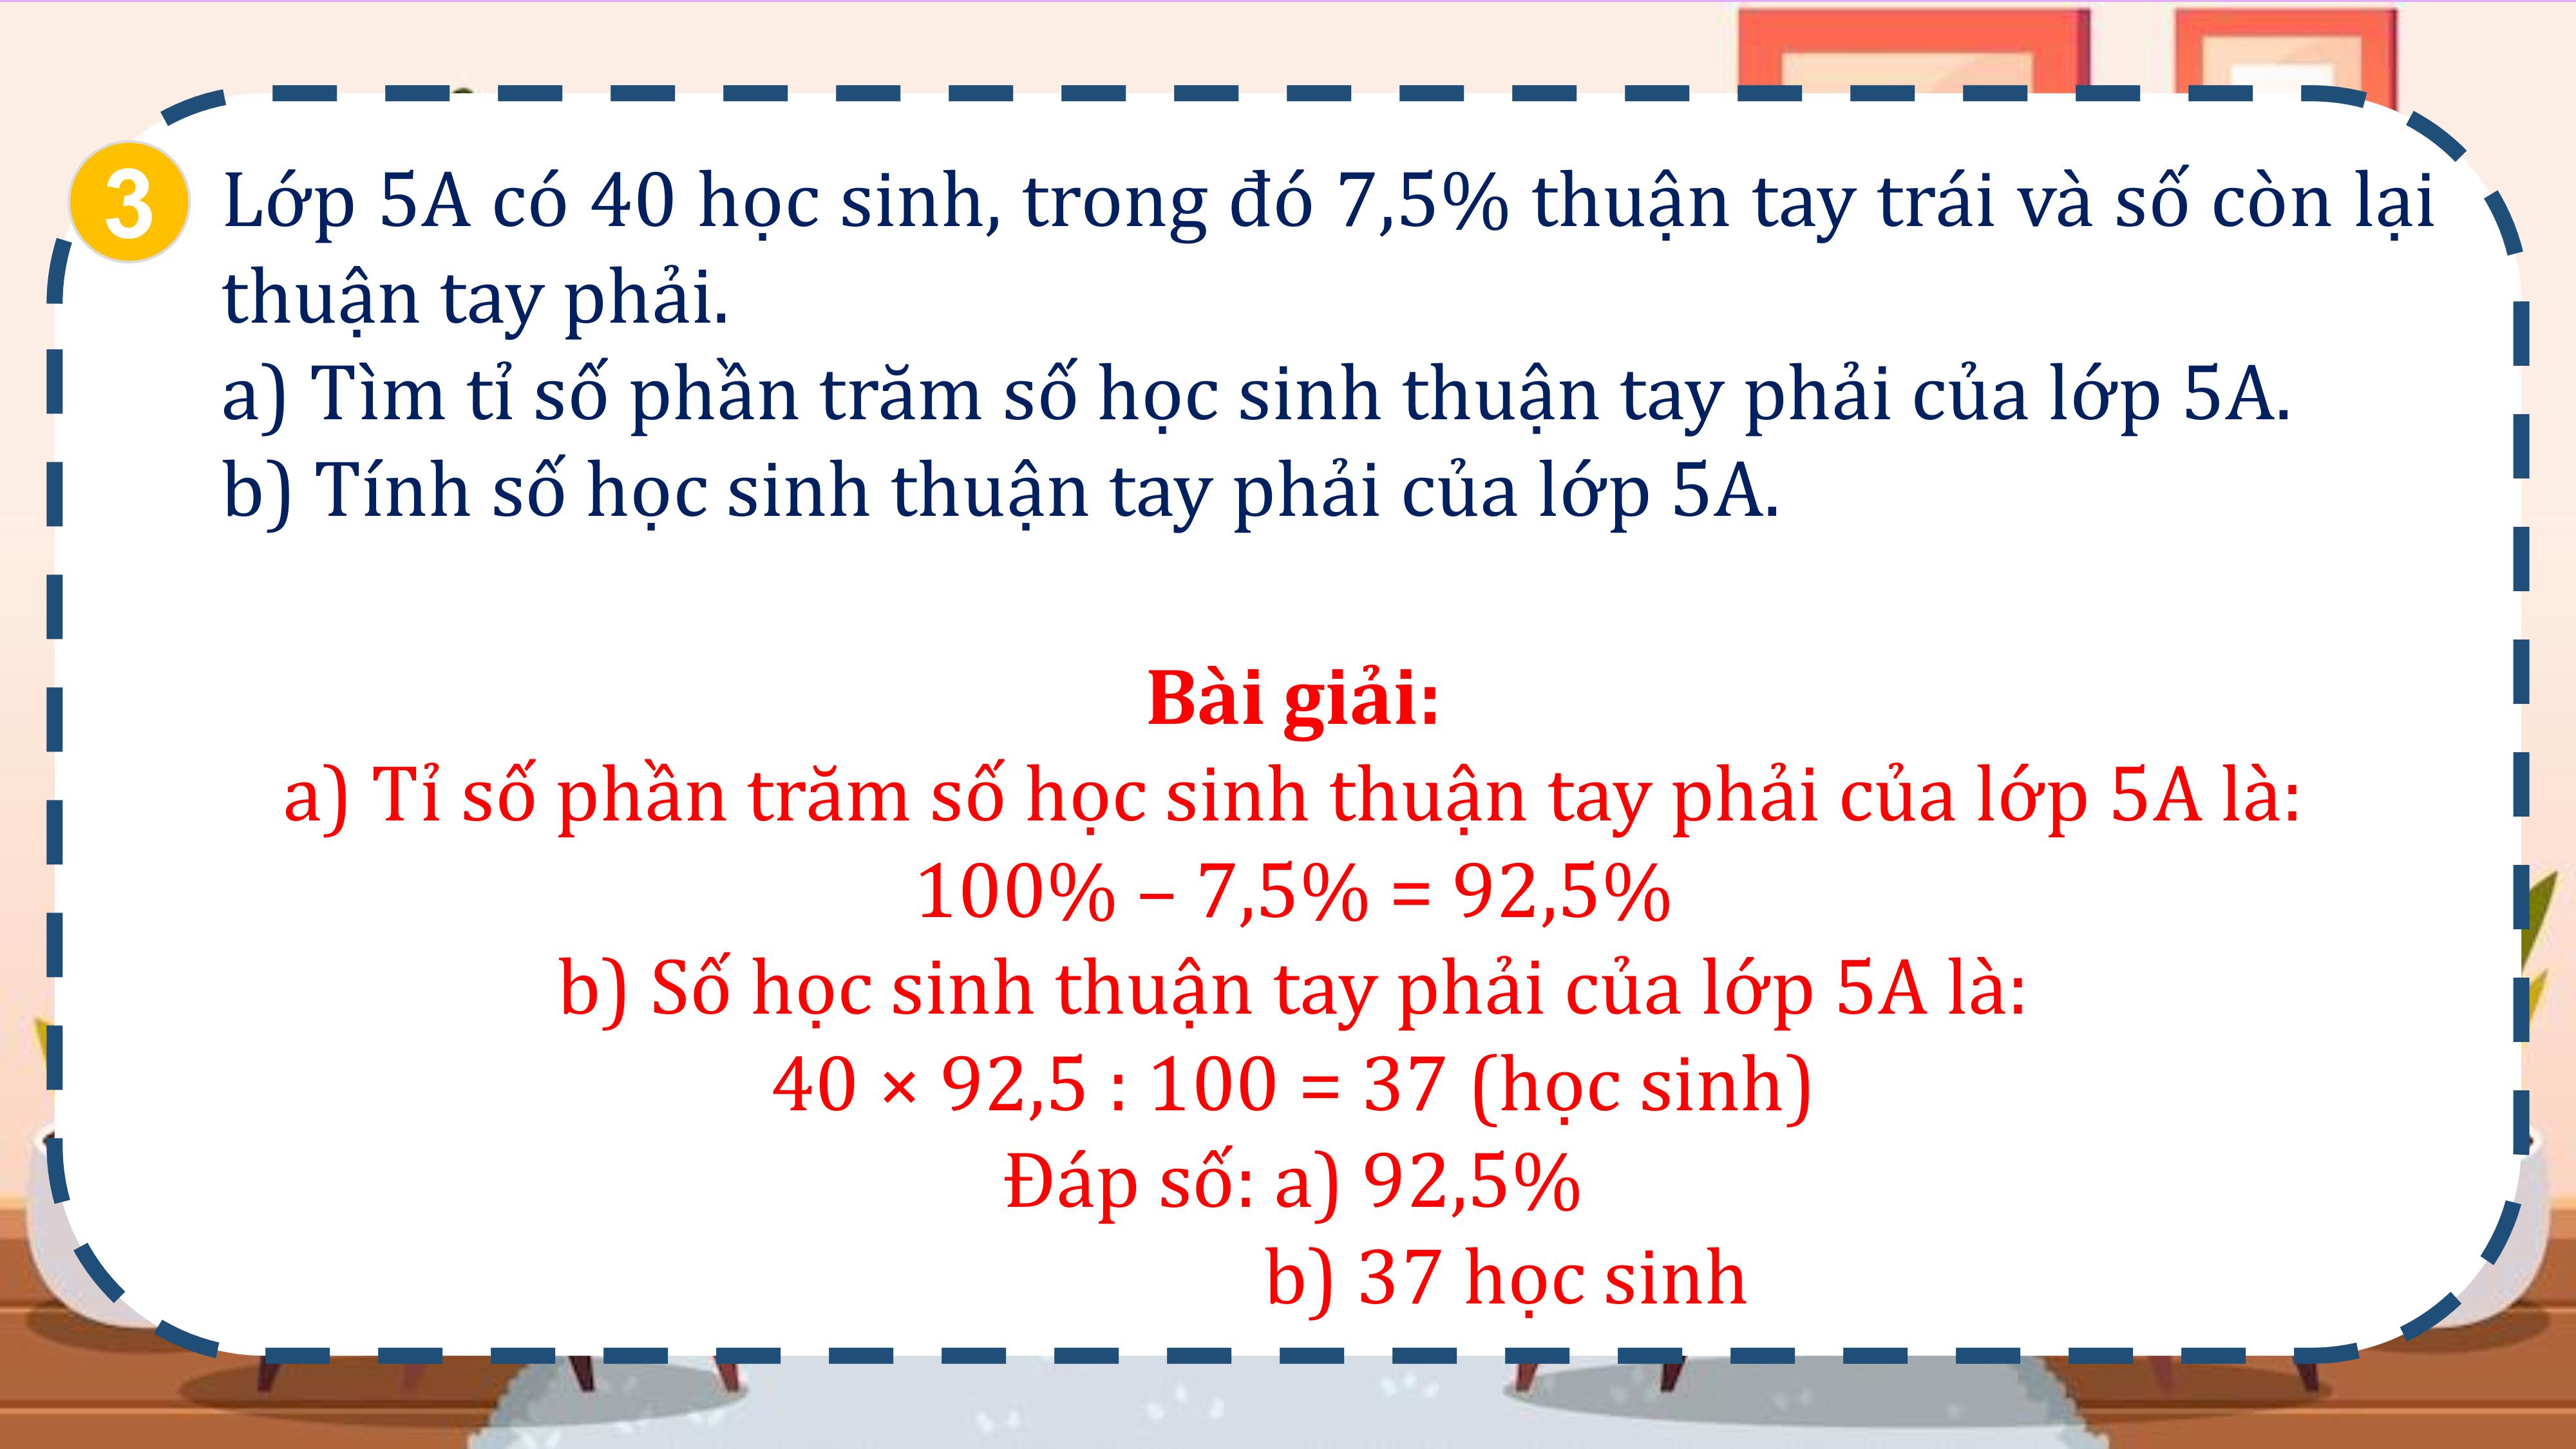 3
Lớp 5A có 40 học sinh, trong đó 7,5% thuận tay trái và số còn lại
thuận tay phải.
a) Tìm tỉ số phần trăm số học sinh thuận tay phải của lớp 5A.
b) Tính số học sinh thuận tay phải của lớp 5A.
Bài giải:
a) Tỉ số phần trăm số học sinh thuận tay phải của lớp 5A là:
100% – 7,5% = 92,5%
b) Số học sinh thuận tay phải của lớp 5A là:
40 × 92,5 : 100 = 37 (học sinh)
Đáp số: a) 92,5%
b) 37 học sinh